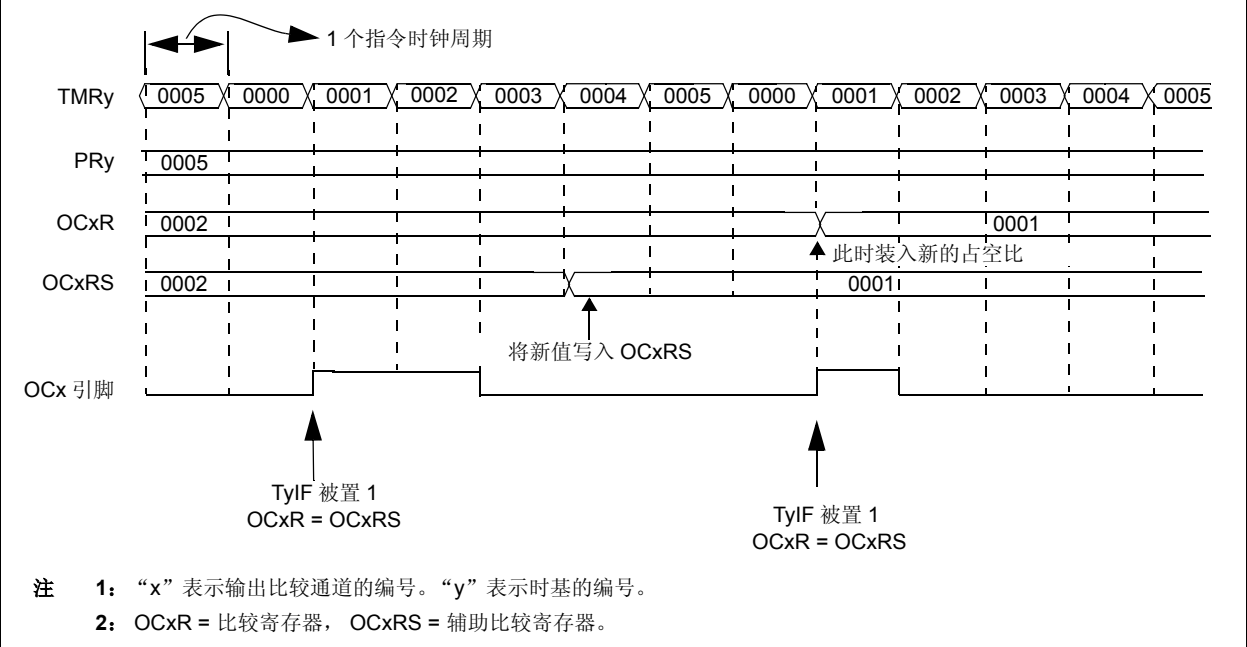 1 个指令时钟周期
TMRy 0005 0000 0001 0002 0003 0004 0005 0000 0001 0002 0003 0004 0005
PRy 0005
OCxR 0002 0001
此时装入新的占空比
OCxRS 0002 0001
将新值写入 OCxRS
OCx 引脚
TyIF 被置 1
OCxR = OCxRS
TyIF 被置 1
OCxR = OCxRS
注 1：“x”表示输出比较通道的编号。“y”表示时基的编号。
2： OCxR = 比较寄存器， OCxRS = 辅助比较寄存器。